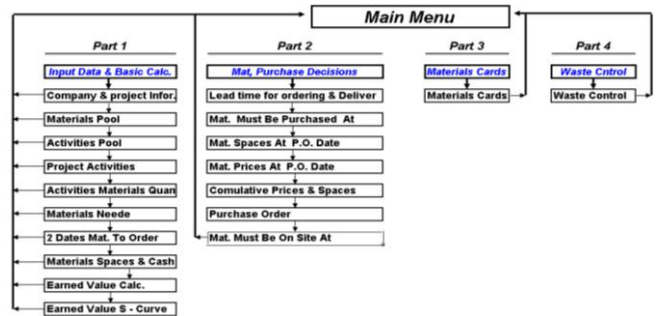 Main Menu
Part 1
Part 2
Part 3
Part 4
Input Data & Basic Calc.
Mat, Purchase Decisions
Materials Cards
Waste Cntrol
Company & project Infor.
Lead time for ordering & Deliver
Materials Cards
Waste Control
Materials Pool
Mat. Must Be Purchased At
Activities Pool
Mat. Spaces At P.O. Date
Project Activities
Mat. Prices At P.O. Date
Activities Materials Quan
Comulative Prices & Spaces
Materials Neede
Purchase Order
2 Dates Mat. To Order
Mat. Must Be On Site At
Materials Spaces & Cash
Earned Value Calc.
Earned Value S - Curve